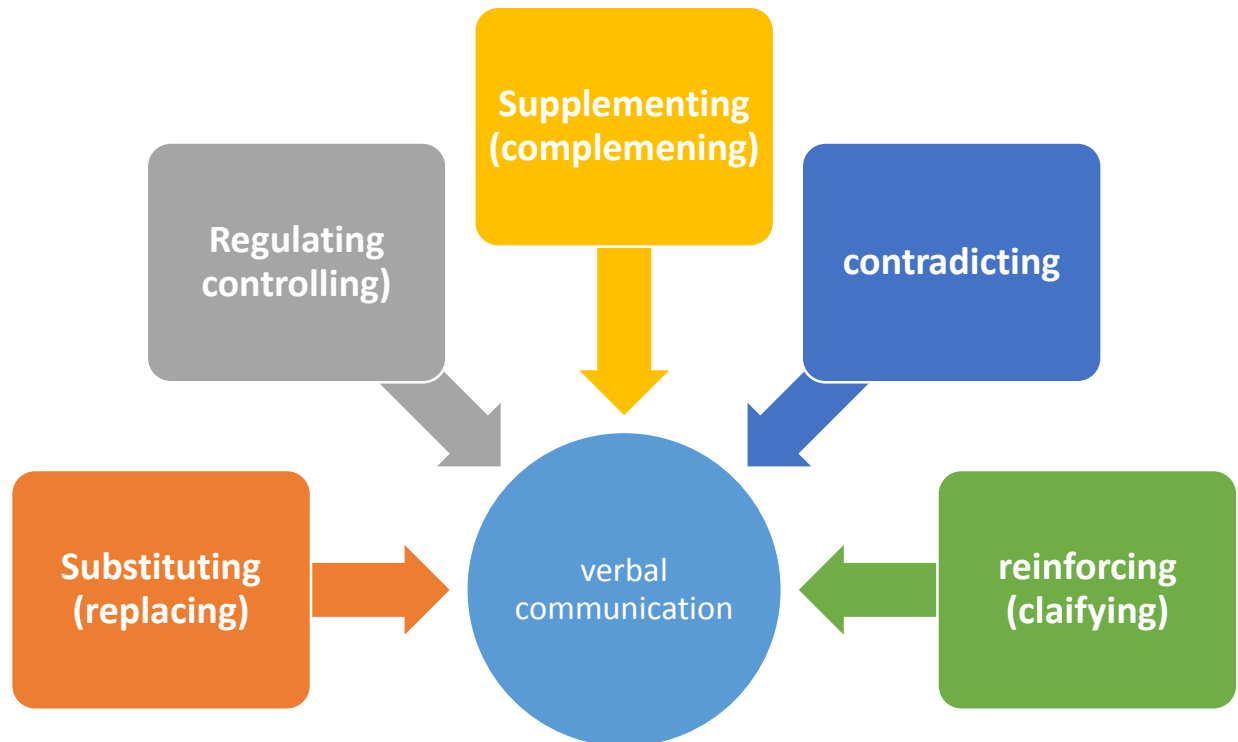 Supplementing
(complemening)
Regulating
controlling)
contradicting
Substituting
(replacing)
verbal
communication
reinforcing
(claifying)